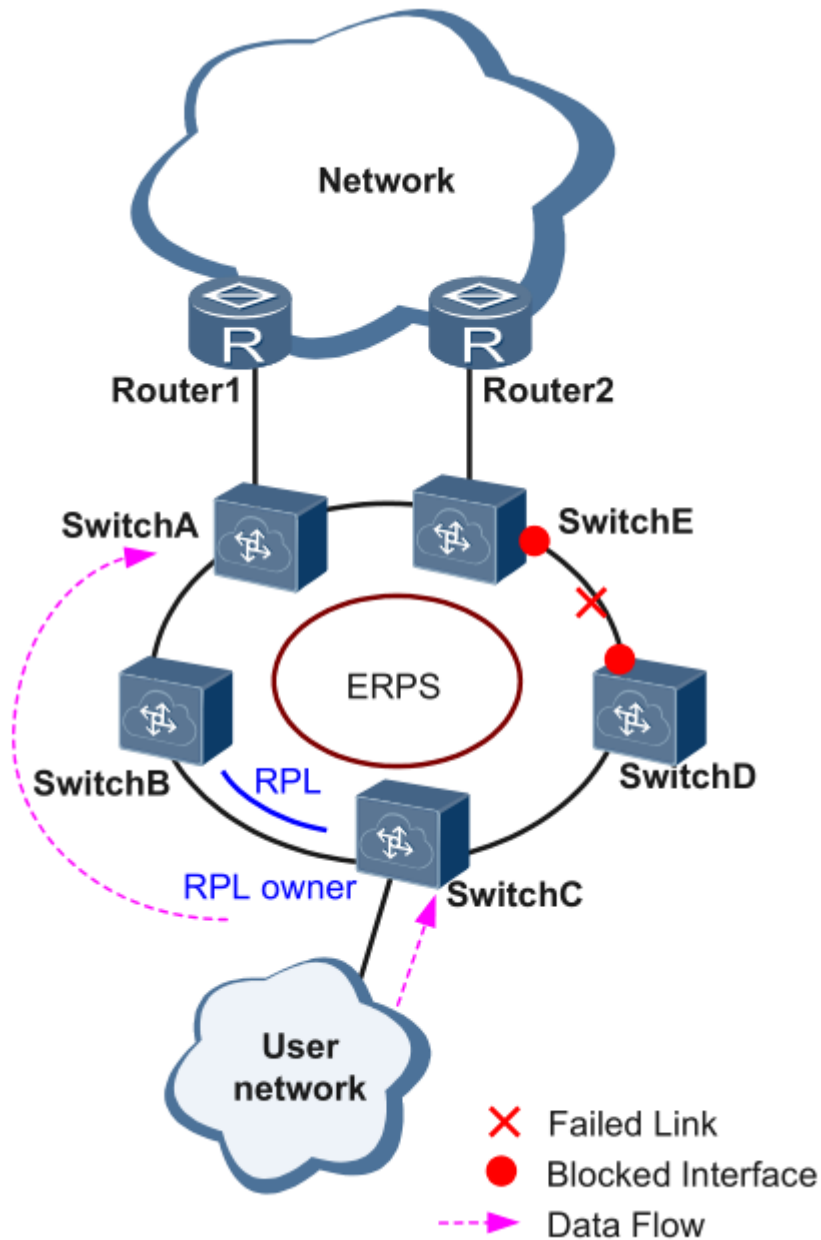 Network
R
R
Router1
Router2
SwitchA
SwitchE
ERPS
SwitchB
RPL
SwitchD
RPL owner
SwitchC
User
network
Failed Link
Blocked Interface
Data Flow